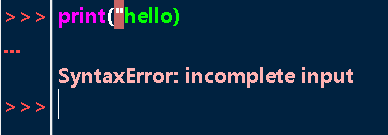 >>> print("hello)
...
SyntaxError: incomplete input
>>>